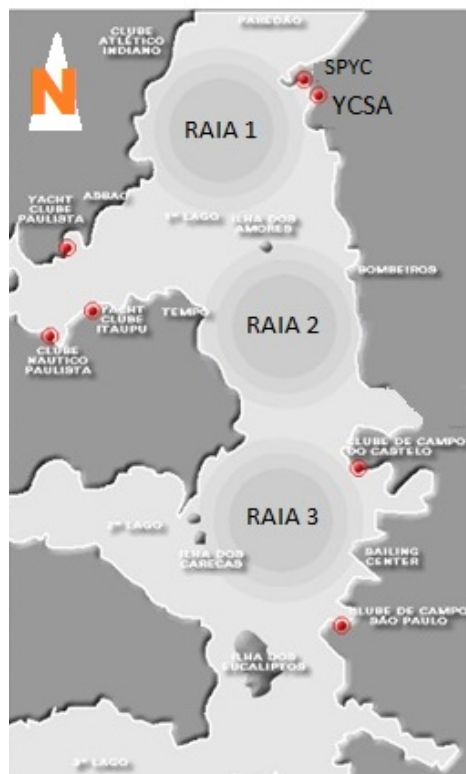 PAREDÃO
CLUBE
ATLÉTICO
INDIANO
SPYC
N
YCSA
RAIA 1
YACHT
CLUBE
PAULISTA
ASBAC
1º LAGO
ILHA DOS
AMORES
BOMBEIROS
YACHT
CLUBE
ITAUPU
TEMPO
RAIA 2
CLUBE
NÁUTICO
PAULISTA
CLUBE DE CAMPO
DO CASTELO
RAIA 3
2º LAGO
ILHA DOS
CARECAS
SAILING
CENTER
CLUBE DE CAMPO
SÃO PAULO
ILHA DOS
EUCALIPTOS
3º LAGO